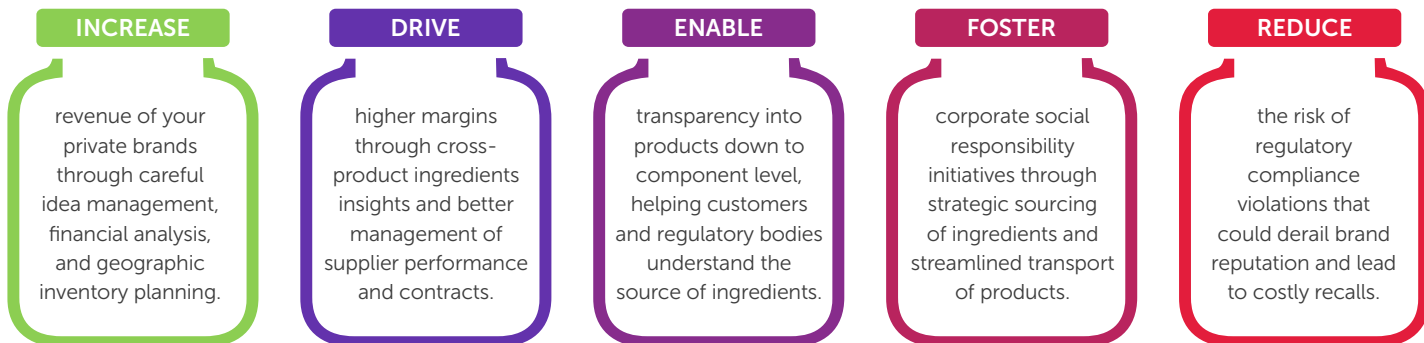 INCREASE
revenue of your
private brands
through careful
idea management,
financial analysis,
and geographic
inventory planning.
DRIVE
higher margins
through cross-
product ingredients
insights and better
management of
supplier performance
and contracts.
ENABLE
transparency into
products down to
component level,
helping customers
and regulatory bodies
understand the
source of ingredients.
FOSTER
corporate social
responsibility
initiatives through
strategic sourcing
of ingredients and
streamlined transport
of products.
REDUCE
the risk of
regulatory
compliance
violations that
could derail brand
reputation and lead
to costly recalls.